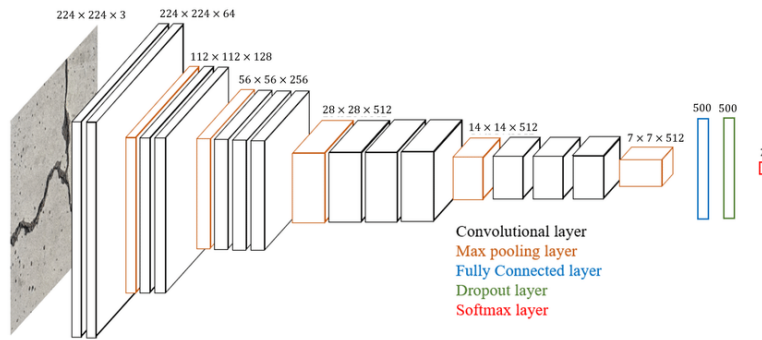 224 × 224 × 3
224 × 224 × 64
112 × 112 × 128
56 × 56 × 256
28 × 28 × 512
14 × 14 × 512
7 × 7 × 512
500
500
Convolutional layer
Max pooling layer
Fully Connected layer
Dropout layer
Softmax layer